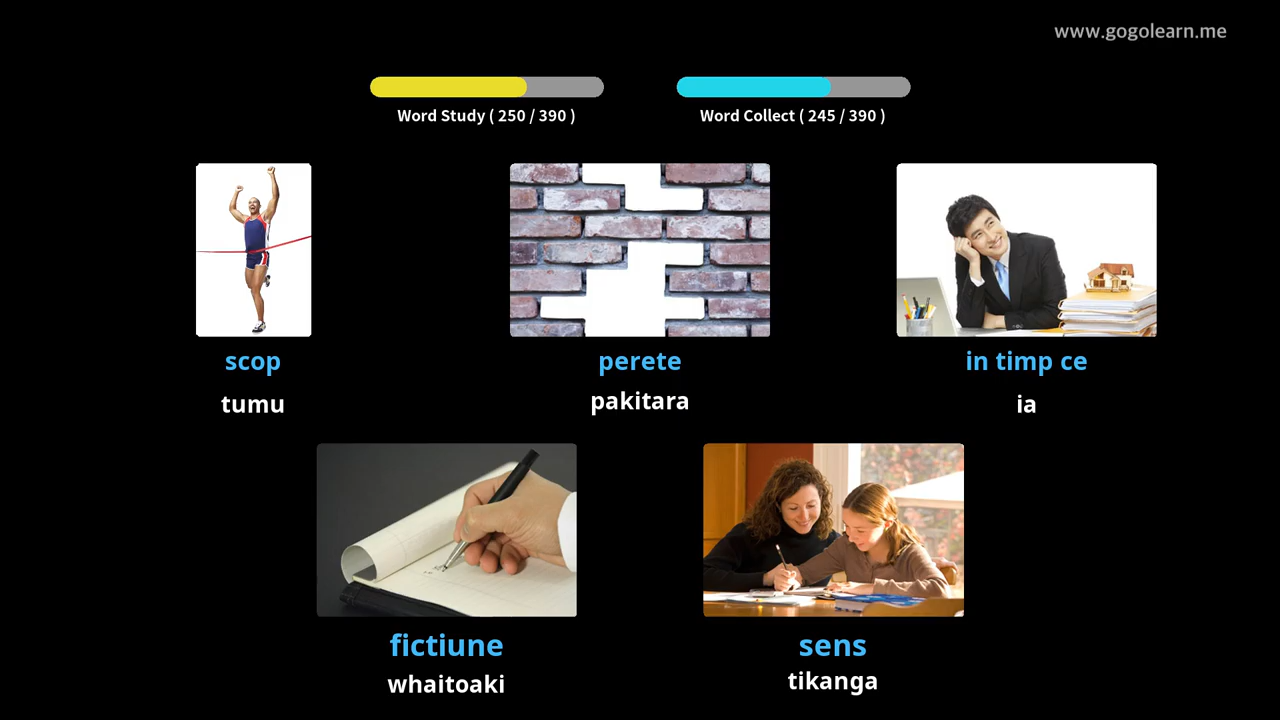 www.gogolearn.me
Word Study ( 250 / 390 )
Word Collect ( 245 / 390 )
scop
tumu
perete
pakitara
in timp ce
ia
fictiune
whaitoaki
sens
tikanga